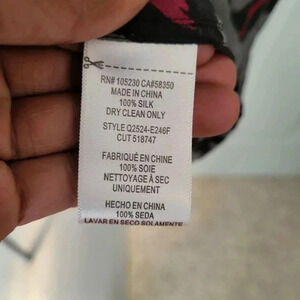 RN# 105230 CA#58350
MADE IN CHINA
100% SILK
DRY CLEAN ONLY
STYLE Q2524-E246F
CUT 518747
FABRIQUÉ EN CHINE
100% SOIE
NETTOYAGE À SEC
UNIQUEMENT
HECHO EN CHINA
100% SEDA
LAVAR EN SECO SOLAMENTE